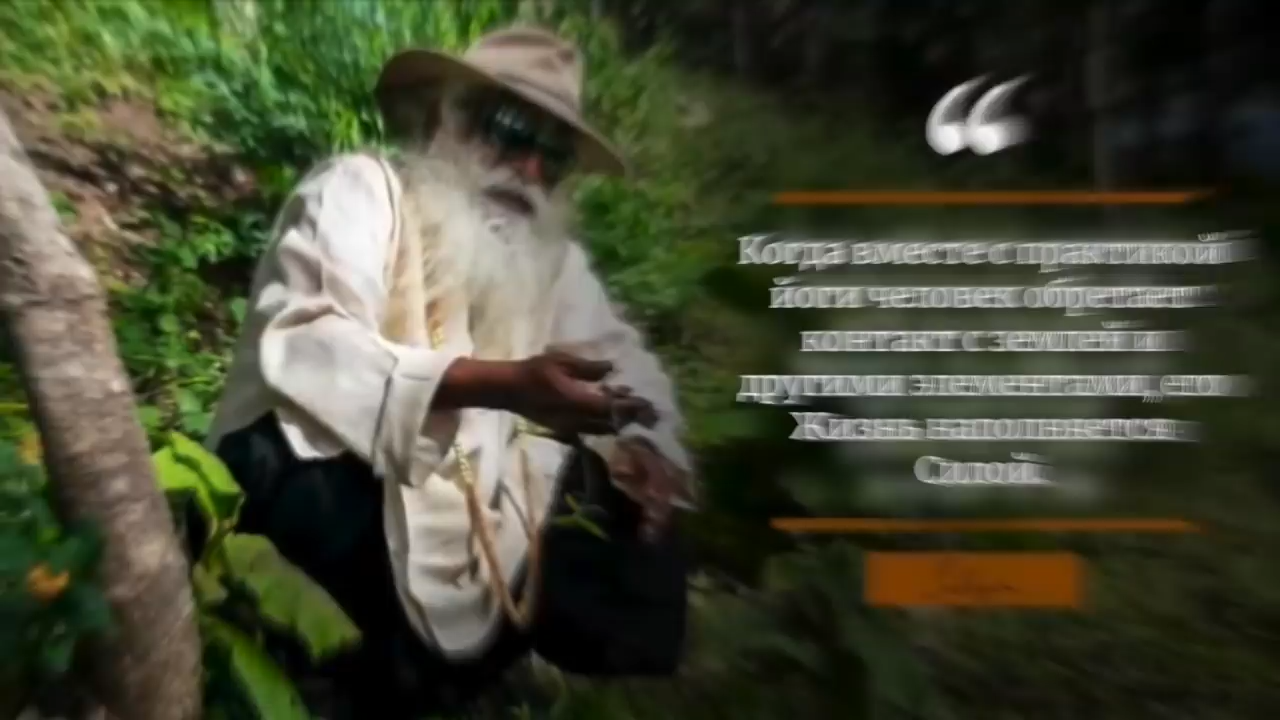 Когда вместе с практикой
йоги человек обретает
контакт с землей и
другими элементами, его
Жизнь наполняется
Силой.